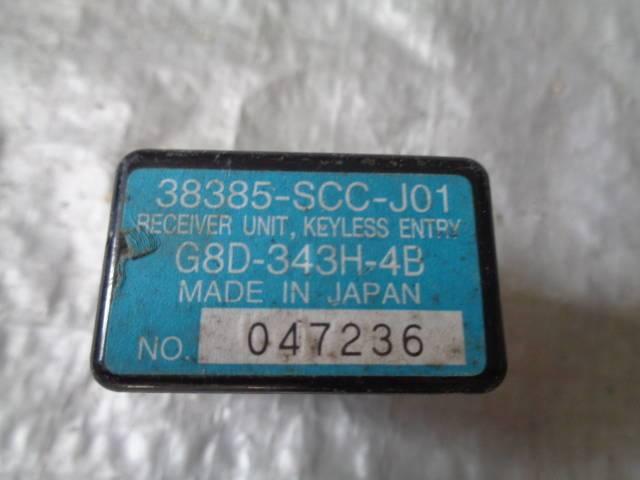 38385-SCC-J01
RECEIVER UNIT, KEYLESS ENTRY
G8D-343H-4B
MADE IN JAPAN
NO. 047236